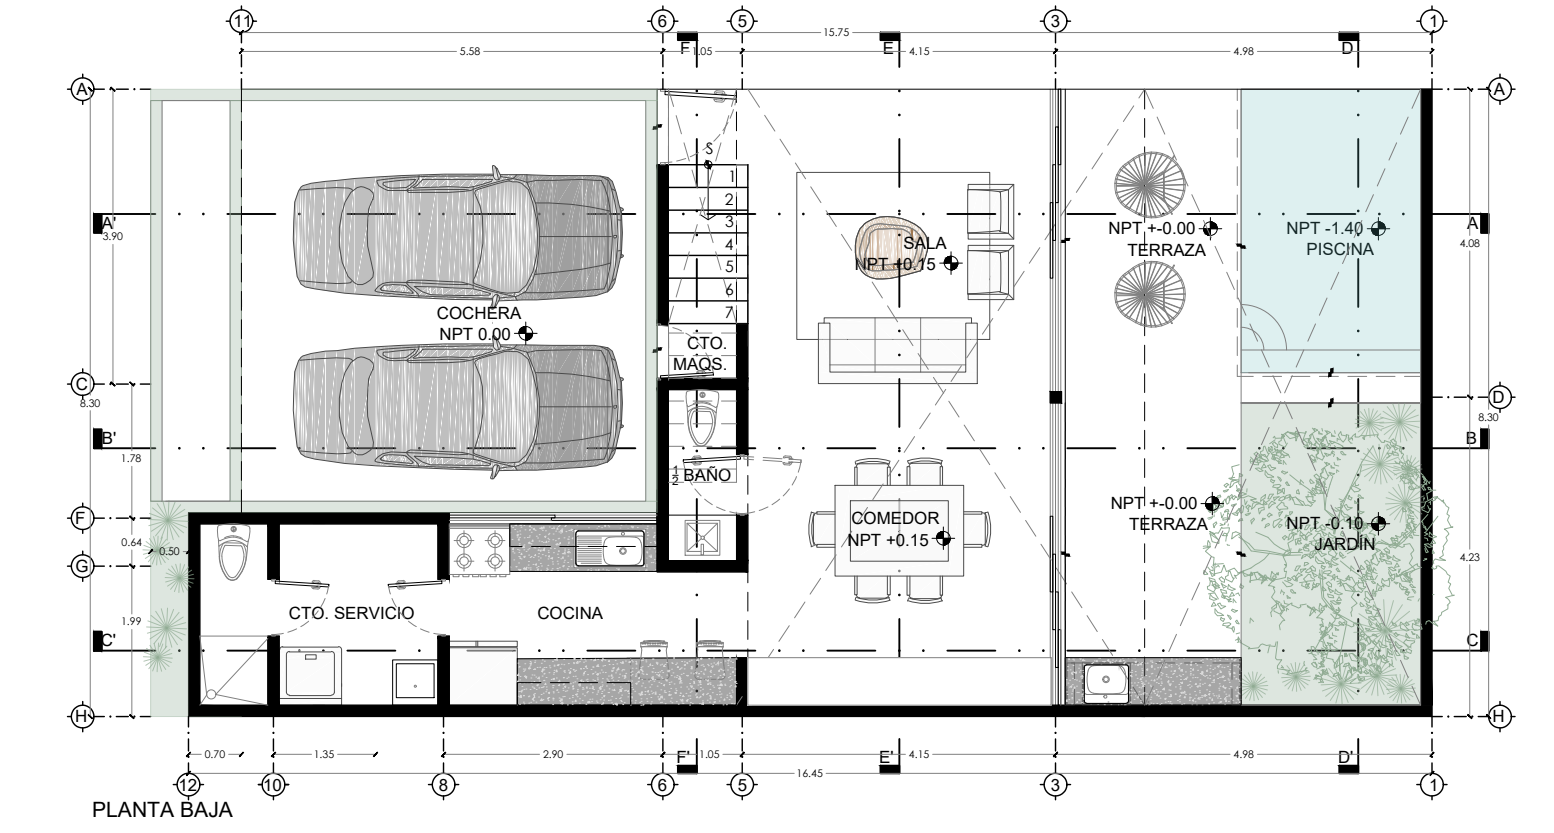 11 6 5 3 1
15.75
F E D
5.58 1.05 4.15 4.98
A A
S
1
2
3
4
5
6
7
A' A
3.90 4.08
SALA
NPT +0.15
NPT +-0.00
TERRAZA
NPT -1.40
PISCINA
COCHERA
NPT 0.00
CTO.
MAQS.
C D
8.30 8.30
B' B
1.78
1/2 BAÑO
NPT +-0.00
TERRAZA
COMEDOR
NPT +0.15
NPT -0.10
JARDÍN
F
0.64 0.50
G
4.23
CTO. SERVICIO COCINA
1.99
C' C
H H
0.70 1.35 2.90 F' 1.05 E' 4.15 D' 4.98
16.45
12 10 8 6 5 3 1
PLANTA BAJA